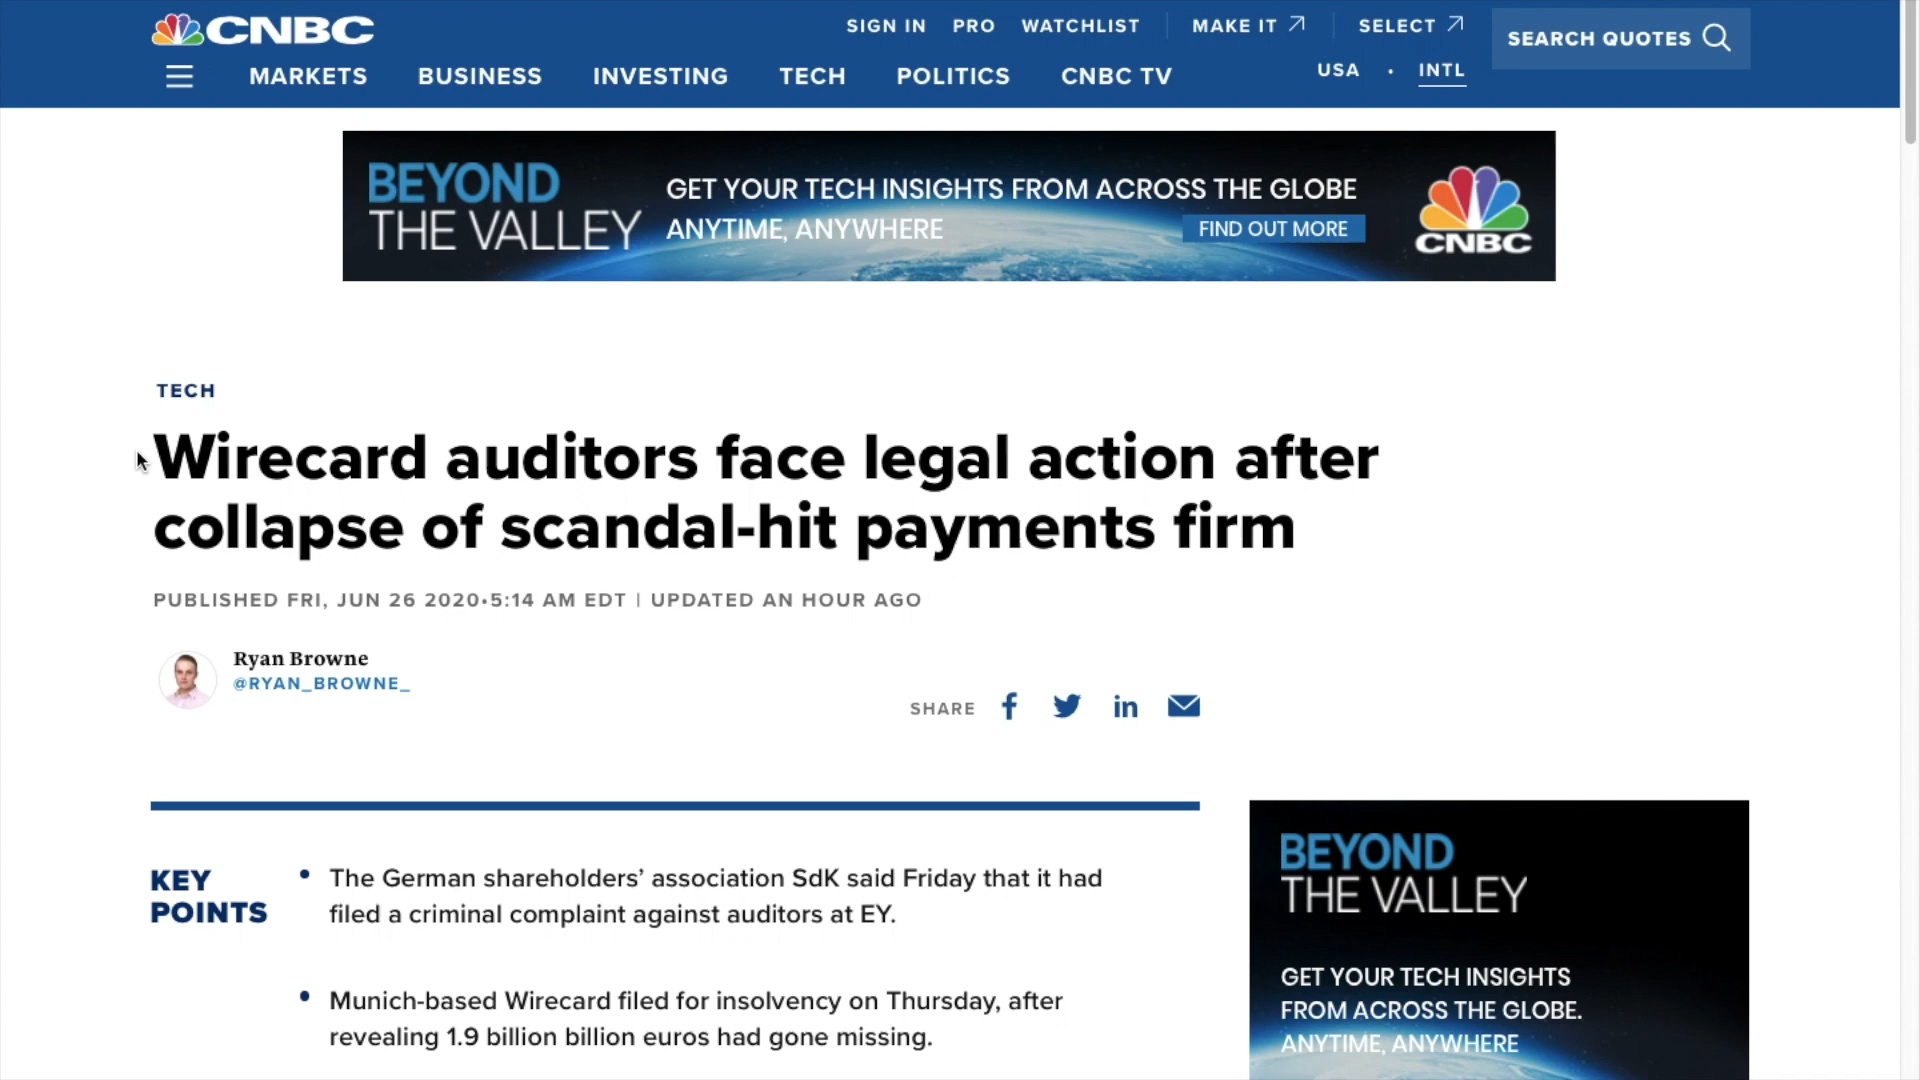 CNBC
SIGN IN PRO WATCHLIST MAKE IT SELECT
SEARCH QUOTES
MARKETS BUSINESS INVESTING TECH POLITICS CNBC TV
USA • INTL
BEYOND
THE VALLEY
GET YOUR TECH INSIGHTS FROM ACROSS THE GLOBE
ANYTIME, ANYWHERE
FIND OUT MORE
CNBC
TECH
Wirecard auditors face legal action after
collapse of scandal-hit payments firm
PUBLISHED FRI, JUN 26 2020•5:14 AM EDT | UPDATED AN HOUR AGO
Ryan Browne
@RYAN_BROWNE_
SHARE
KEY
POINTS
• The German shareholders’ association SdK said Friday that it had
filed a criminal complaint against auditors at EY.
• Munich-based Wirecard filed for insolvency on Thursday, after
revealing 1.9 billion billion euros had gone missing.
BEYOND
THE VALLEY
GET YOUR TECH INSIGHTS
FROM ACROSS THE GLOBE.
ANYTIME, ANYWHERE